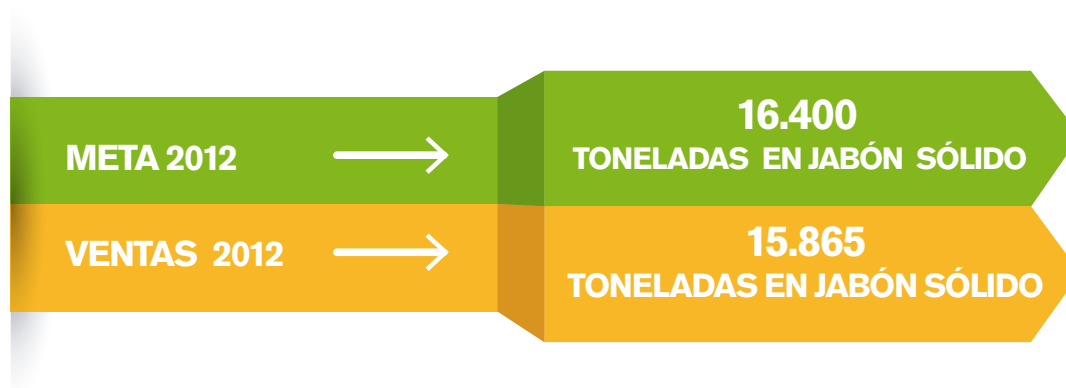 META 2012
16.400
TONELADAS EN JABÓN SÓLIDO
VENTAS 2012
15.865
TONELADAS EN JABÓN SÓLIDO